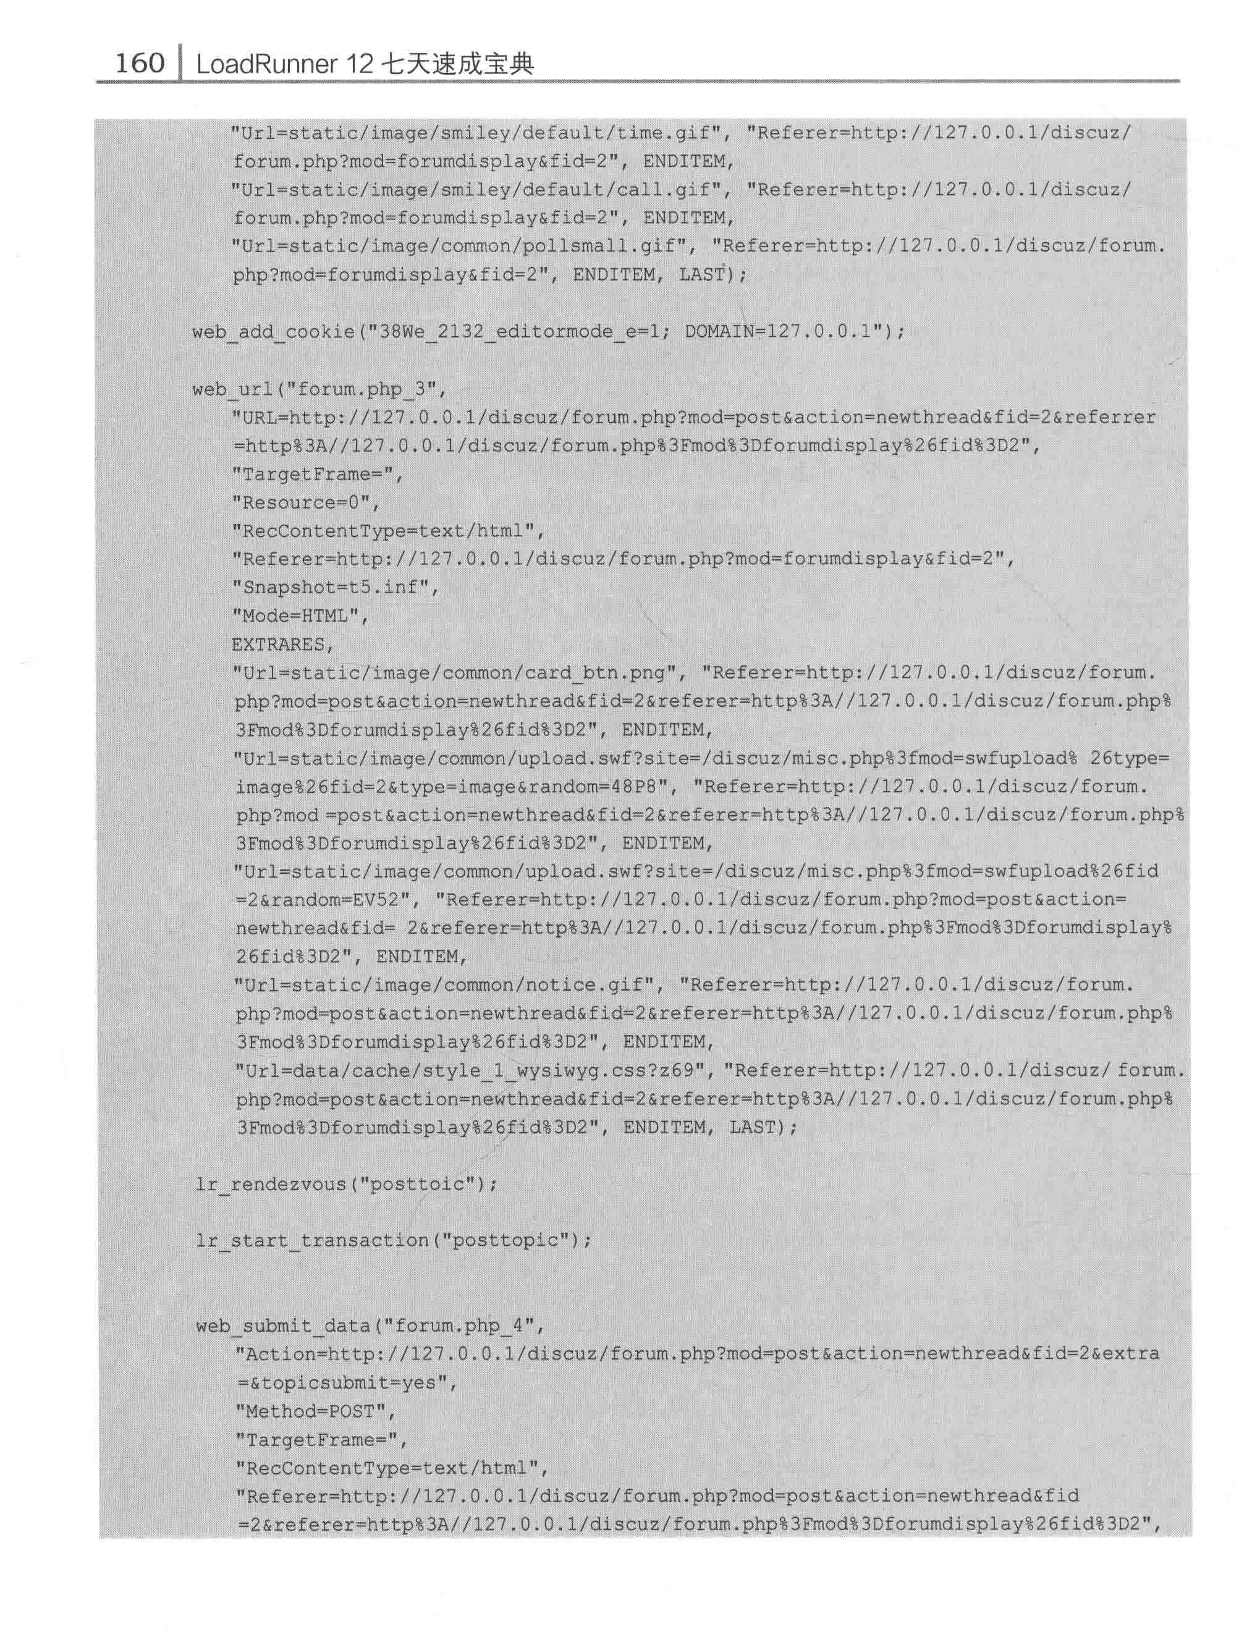 160 LoadRunner 12 七天速成宝典
"Url=static/image/smiley/default/time.gif", "Referer=http://127.0.0.1/discuz/
forum.php?mod=forumdisplay&fid=2", ENDITEM,
"Url=static/image/smiley/default/call.gif", "Referer=http://127.0.0.1/discuz/
forum.php?mod=forumdisplay&fid=2", ENDITEM,
"Url=static/image/common/pollsmall.gif", "Referer=http://127.0.0.1/discuz/forum.
php?mod=forumdisplay&fid=2", ENDITEM, LAST);
web_add_cookie("38We_2132_editormode_e=1; DOMAIN=127.0.0.1");
web_url("forum.php_3",
"URL=http://127.0.0.1/discuz/forum.php?mod=post&action=newthread&fid=2&referrer
=http%3A//127.0.0.1/discuz/forum.php%3Fmod%3Dforumdisplay%26fid%3D2",
"TargetFrame=",
"Resource=0",
"RecContentType=text/html",
"Referer=http://127.0.0.1/discuz/forum.php?mod=forumdisplay&fid=2",
"Snapshot=t5.inf",
"Mode=HTML",
EXTRARES,
"Url=static/image/common/card_btn.png", "Referer=http://127.0.0.1/discuz/forum.
php?mod=post&action=newthread&fid=2&referer=http%3A//127.0.0.1/discuz/forum.php%
3Fmod%3Dforumdisplay%26fid%3D2", ENDITEM,
"Url=static/image/common/upload.swf?site=/discuz/misc.php%3fmod=swfupload% 26type=
image%26fid=2&type=image&random=48P8", "Referer=http://127.0.0.1/discuz/forum.
php?mod =post&action=newthread&fid=2&referer=http%3A//127.0.0.1/discuz/forum.php%
3Fmod%3Dforumdisplay%26fid%3D2", ENDITEM,
"Url=static/image/common/upload.swf?site=/discuz/misc.php%3fmod=swfupload%26fid
=2&random=EV52", "Referer=http://127.0.0.1/discuz/forum.php?mod=post&action=
newthread&fid= 2&referer=http%3A//127.0.0.1/discuz/forum.php%3Fmod%3Dforumdisplay%
26fid%3D2", ENDITEM,
"Url=static/image/common/notice.gif", "Referer=http://127.0.0.1/discuz/forum.
php?mod=post&action=newthread&fid=2&referer=http%3A//127.0.0.1/discuz/forum.php%
3Fmod%3Dforumdisplay%26fid%3D2", ENDITEM,
"Url=data/cache/style_1_wysiwyg.css?z69", "Referer=http://127.0.0.1/discuz/ forum.
php?mod=post&action=newthread&fid=2&referer=http%3A//127.0.0.1/discuz/forum.php%
3Fmod%3Dforumdisplay%26fid%3D2", ENDITEM, LAST);
lr_rendezvous("posttoic");
lr_start_transaction("posttopic");
web_submit_data("forum.php_4",
"Action=http://127.0.0.1/discuz/forum.php?mod=post&action=newthread&fid=2&extra
=&topicsubmit=yes",
"Method=POST",
"TargetFrame=",
"RecContentType=text/html",
"Referer=http://127.0.0.1/discuz/forum.php?mod=post&action=newthread&fid
=2&referer=http%3A//127.0.0.1/discuz/forum.php%3Fmod%3Dforumdisplay%26fid%3D2",